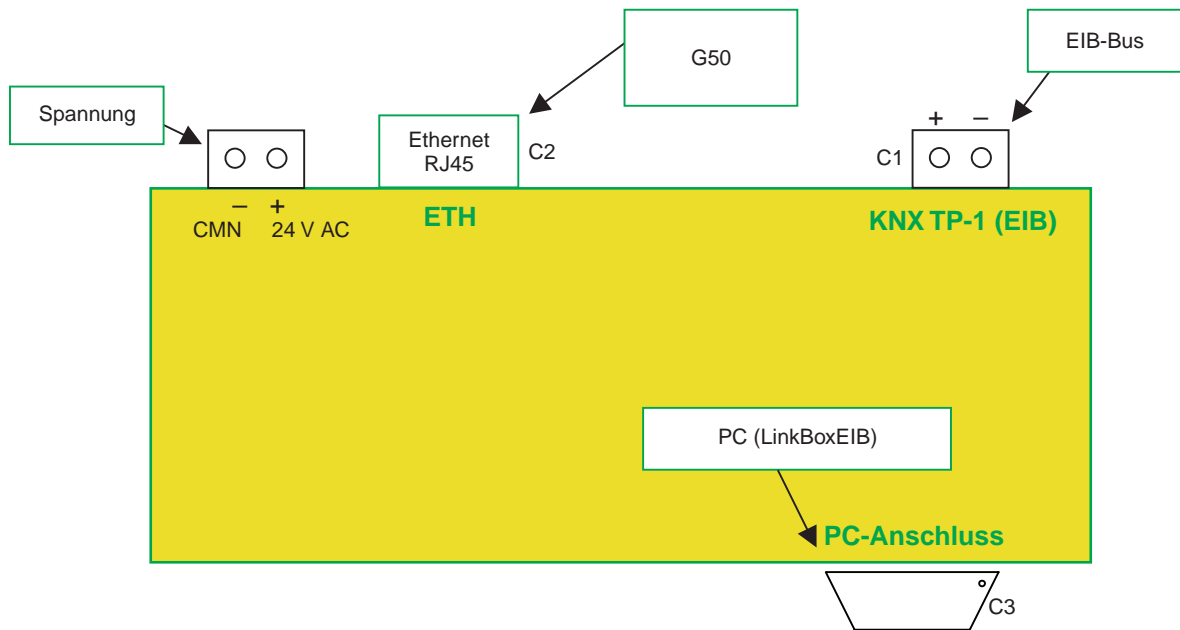 EIB-Bus
G50
Spannung
+ –
Ethernet
RJ45
C2
C1
– +
CMN 24 V AC
ETH
KNX TP-1 (EIB)
PC (LinkBoxEIB)
PC-Anschluss
C3